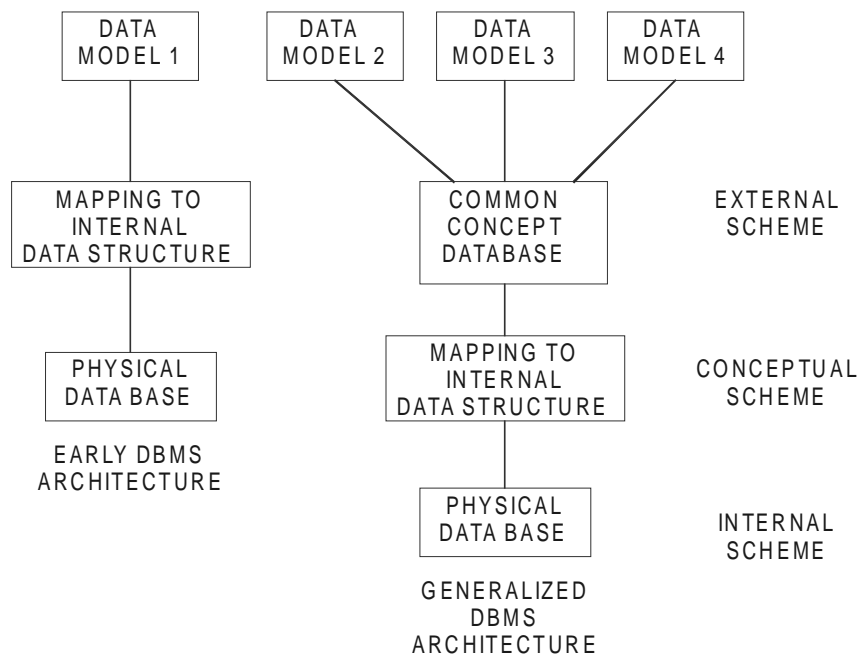 DATA
MODEL 1
DATA
MODEL 2
DATA
MODEL 3
DATA
MODEL 4
MAPPING TO
INTERNAL
DATA STRUCTURE
COMMON
CONCEPT
DATABASE
EXTERNAL
SCHEME
PHYSICAL
DATA BASE
MAPPING TO
INTERNAL
DATA STRUCTURE
CONCEPTUAL
SCHEME
EARLY DBMS
ARCHITECTURE
PHYSICAL
DATA BASE
INTERNAL
SCHEME
GENERALIZED
DBMS
ARCHITECTURE